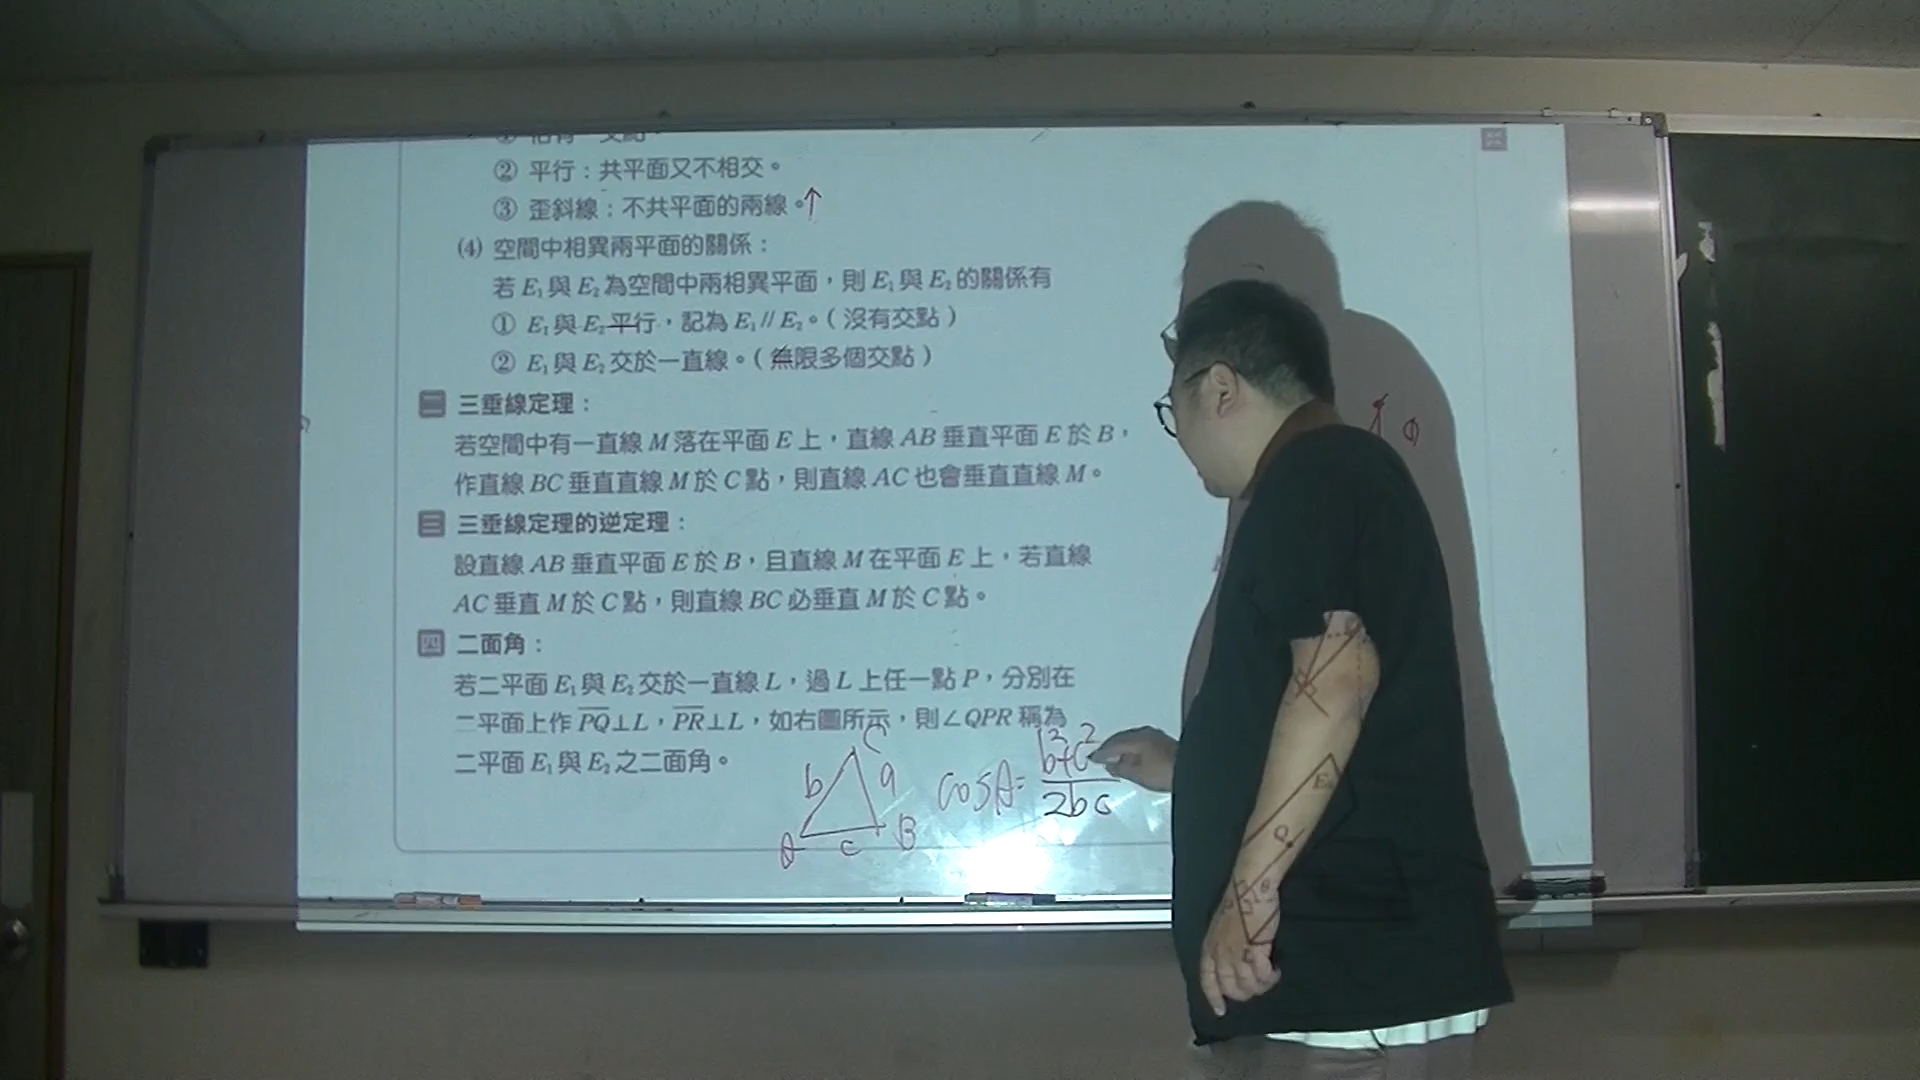 ② 平行：共平面又不相交。
③ 歪斜線：不共平面的兩線。↑
(4) 空間中相異兩平面的關係：
若 E₁ 與 E₂ 為空間中兩相異平面，則 E₁ 與 E₂ 的關係有
① E₁ 與 E₂ 平行，記為 E₁ // E₂。( 沒有交點 )
② E₁ 與 E₂ 交於一直線。( 無限多個交點 )
二 三垂線定理：
若空間中有一直線 M 落在平面 E 上，直線 AB 垂直平面 E 於 B，
作直線 BC 垂直直線 M 於 C 點，則直線 AC 也會垂直直線 M。
三 三垂線定理的逆定理：
設直線 AB 垂直平面 E 於 B，且直線 M 在平面 E 上，若直線
AC 垂直 M 於 C 點，則直線 BC 必垂直 M 於 C 點。
四 二面角：
若二平面 E₁ 與 E₂ 交於一直線 L，過 L 上任一點 P，分別在
二平面上作 PQ⊥L，PR⊥L，如右圖所示，則∠QPR 稱為
二平面 E₁ 與 E₂ 之二面角。
C
b a
A c B
cosA = b²+c²
2bc
Q
θ